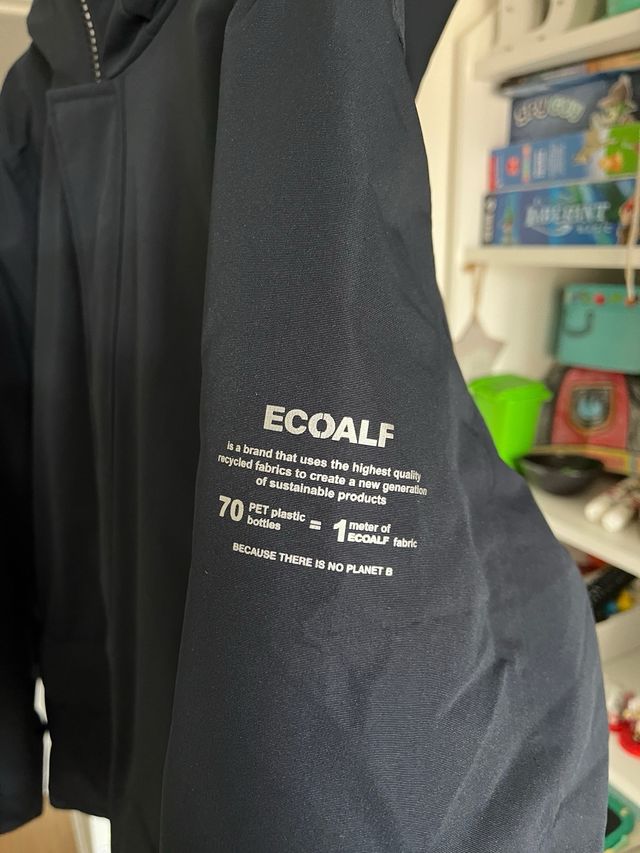 ECOALF
is a brand that uses the highest quality
recycled fabrics to create a new generation
of sustainable products
70 PET plastic bottles = 1 meter of ECOALF fabric
BECAUSE THERE IS NO PLANET B